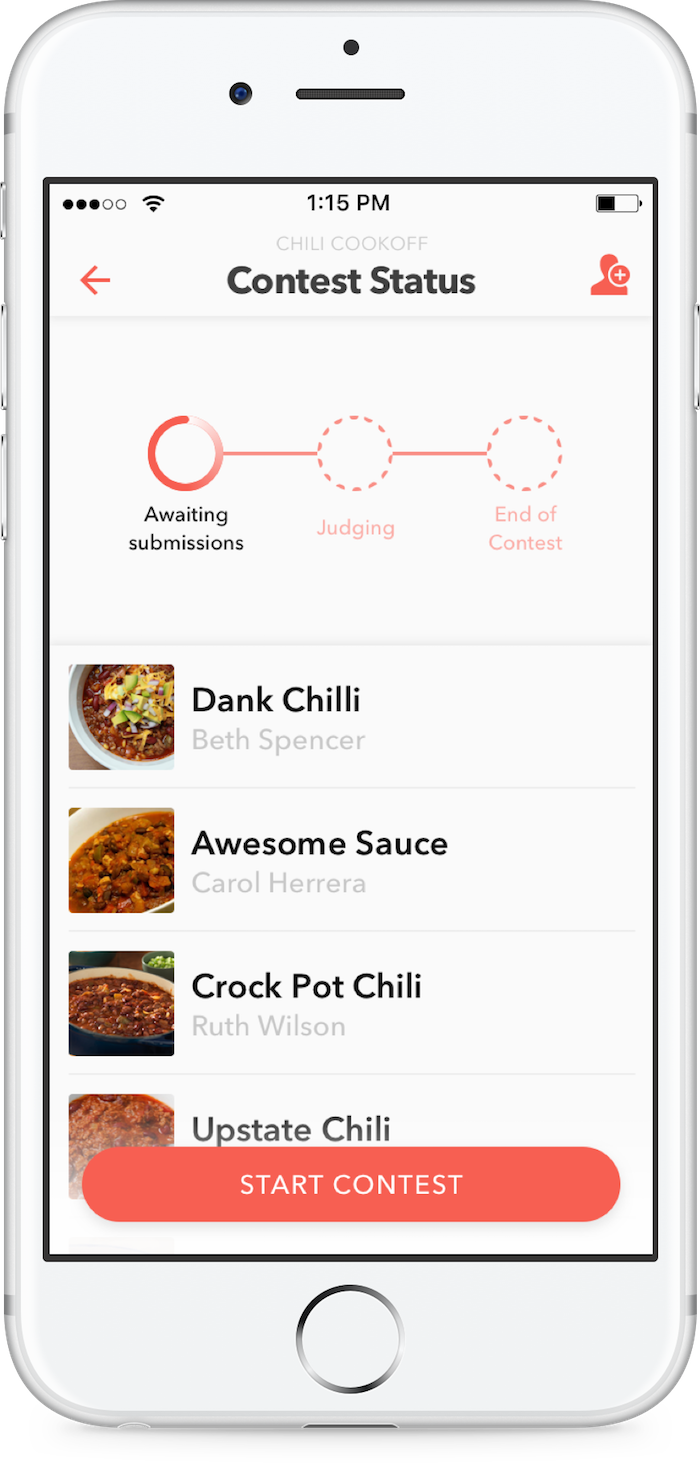 1:15 PM
CHILI COOKOFF
Contest Status
Awaiting
submissions
Judging
End of
Contest
Dank Chilli
Beth Spencer
Awesome Sauce
Carol Herrera
Crock Pot Chili
Ruth Wilson
Upstate Chili
START CONTEST